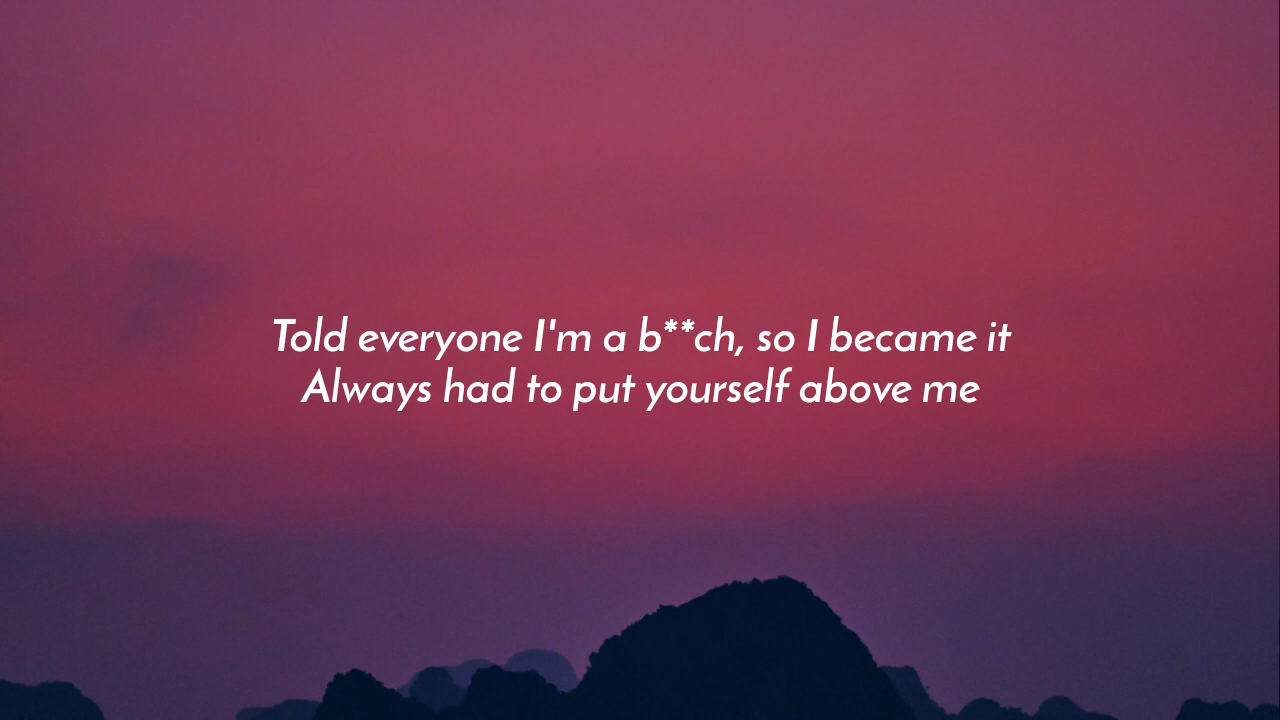 Told everyone I'm a b**ch, so I became it
Always had to put yourself above me